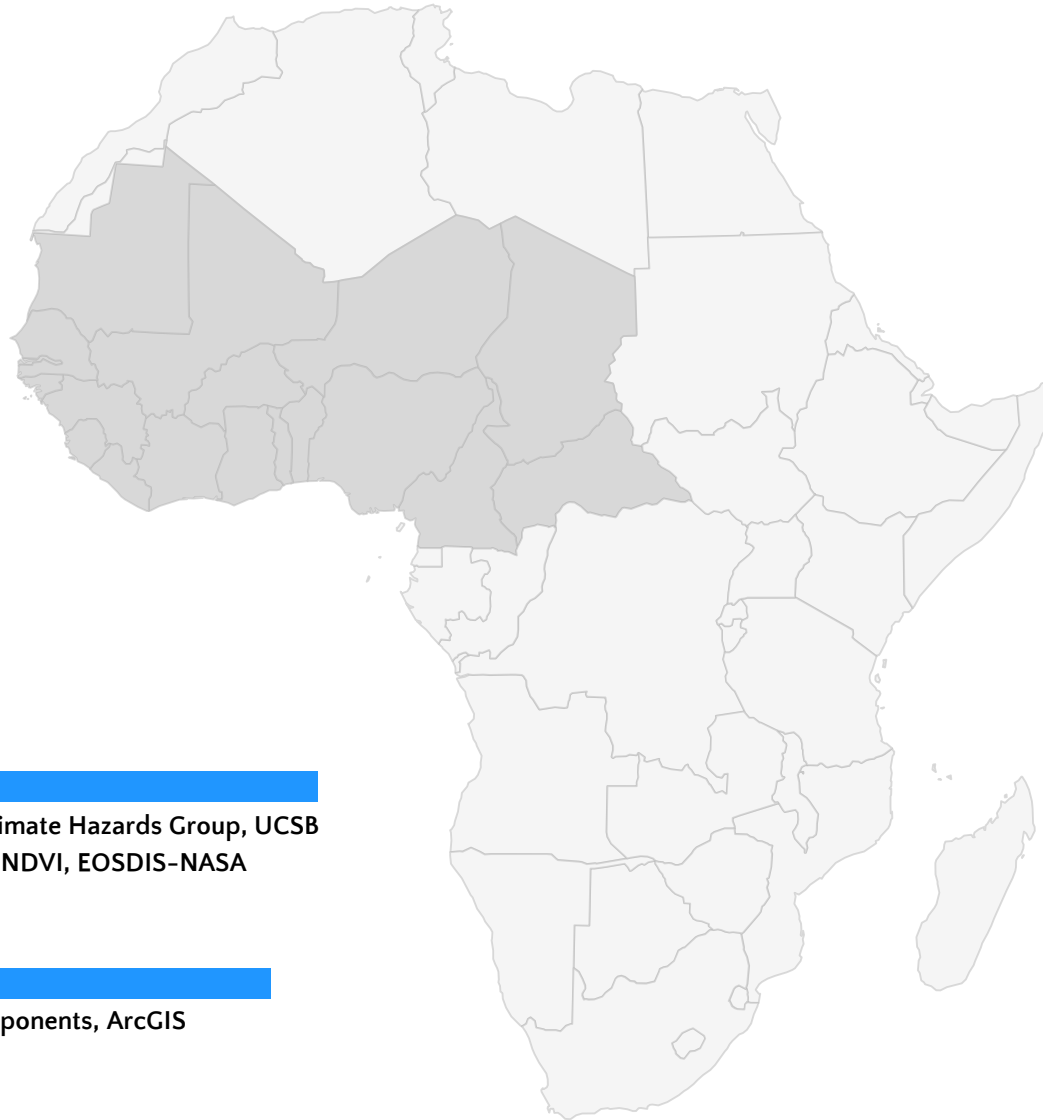 imate Hazards Group, UCSB
NDVI, EOSDIS-NASA
ponents, ArcGIS